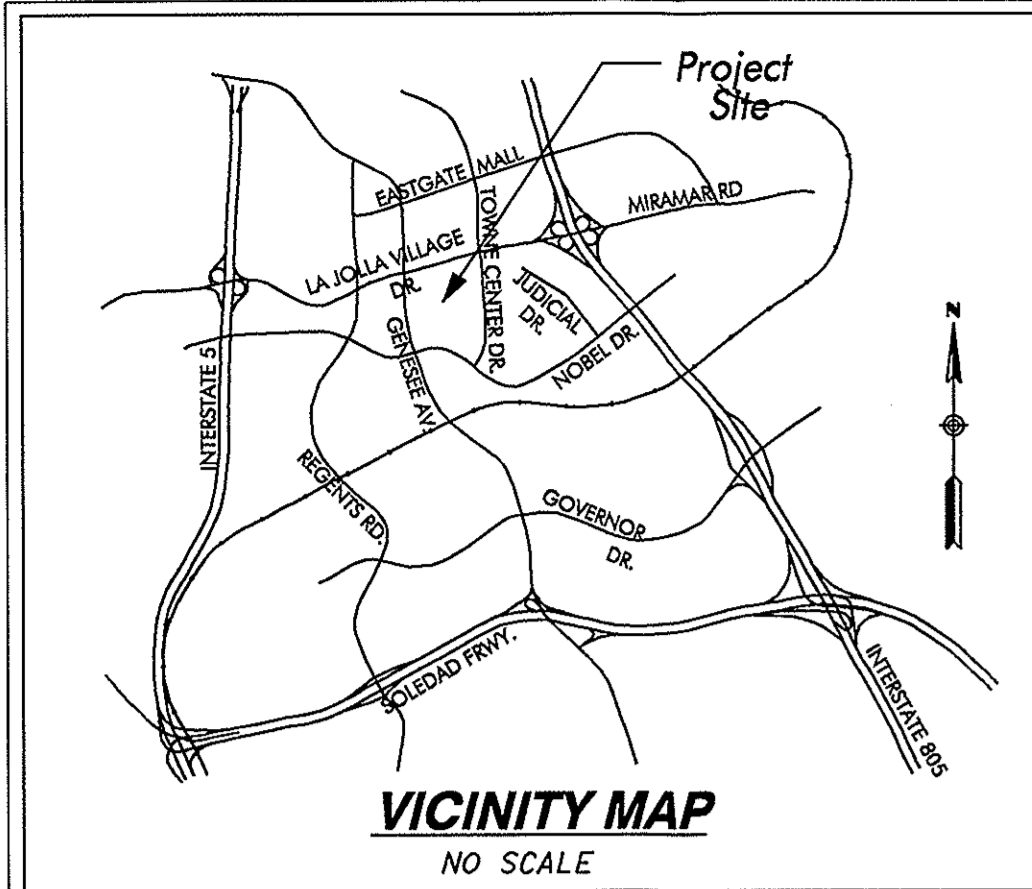 Project
Site
EASTGATE MALL
TOWNE CENTER DR.
MIRAMAR RD
LA JOLLA VILLAGE
DR.
JUDICIAL
DR.
NOBEL DR.
GENESEE AV.
INTERSTATE 5
REGENTS RD.
GOVERNOR
DR.
N
SOLEDAD FRWY.
INTERSTATE 805
VICINITY MAP
NO SCALE